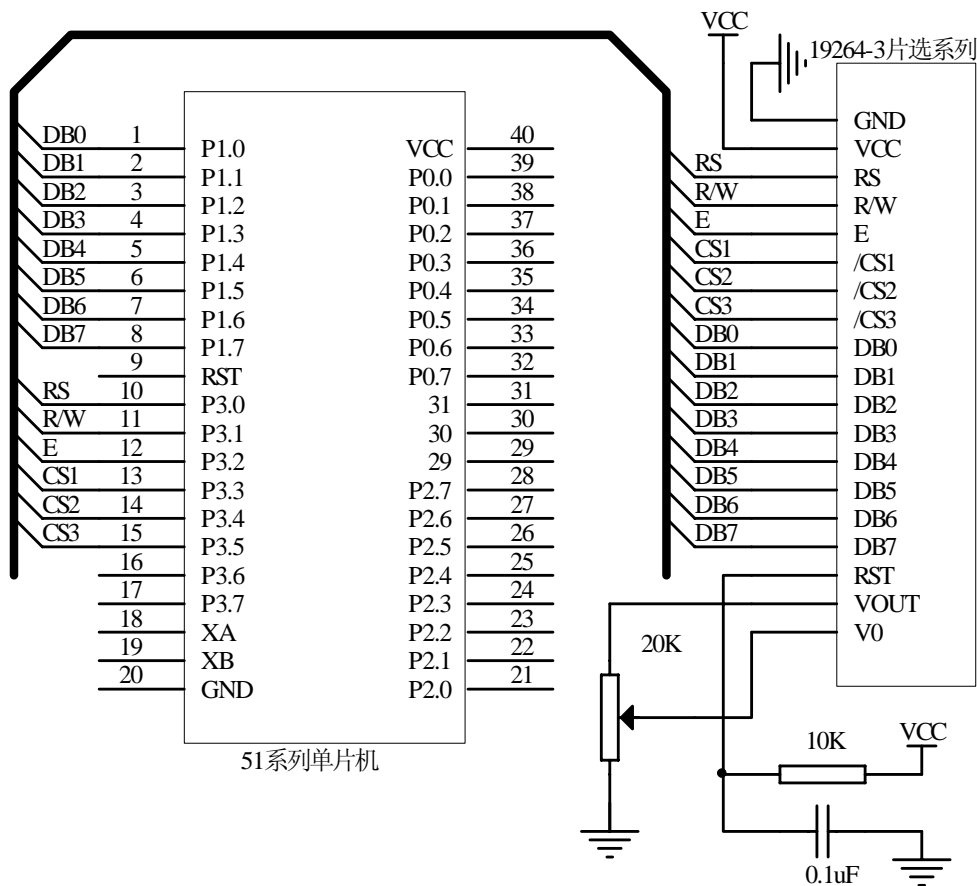 VCC
19264-3片选系列
DB0 1 P1.0 VCC 40
DB1 2 P1.1 P0.0 39
DB2 3 P1.2 P0.1 38
DB3 4 P1.3 P0.2 37
DB4 5 P1.4 P0.3 36
DB5 6 P1.5 P0.4 35
DB6 7 P1.6 P0.5 34
DB7 8 P1.7 P0.6 33
9 RST P0.7 32
RS 10 P3.0 31 31
R/W 11 P3.1 30 30
E 12 P3.2 29 29
CS1 13 P3.3 P2.7 28
CS2 14 P3.4 P2.6 27
CS3 15 P3.5 P2.5 26
16 P3.6 P2.4 25
17 P3.7 P2.3 24
18 XA P2.2 23
19 XB P2.1 22
20 GND P2.0 21
51系列单片机
GND
VCC
RS RS
R/W R/W
E E
CS1 /CS1
CS2 /CS2
CS3 /CS3
DB0 DB0
DB1 DB1
DB2 DB2
DB3 DB3
DB4 DB4
DB5 DB5
DB6 DB6
DB7 DB7
RST
VOUT
V0
20K
10K
VCC
0.1uF